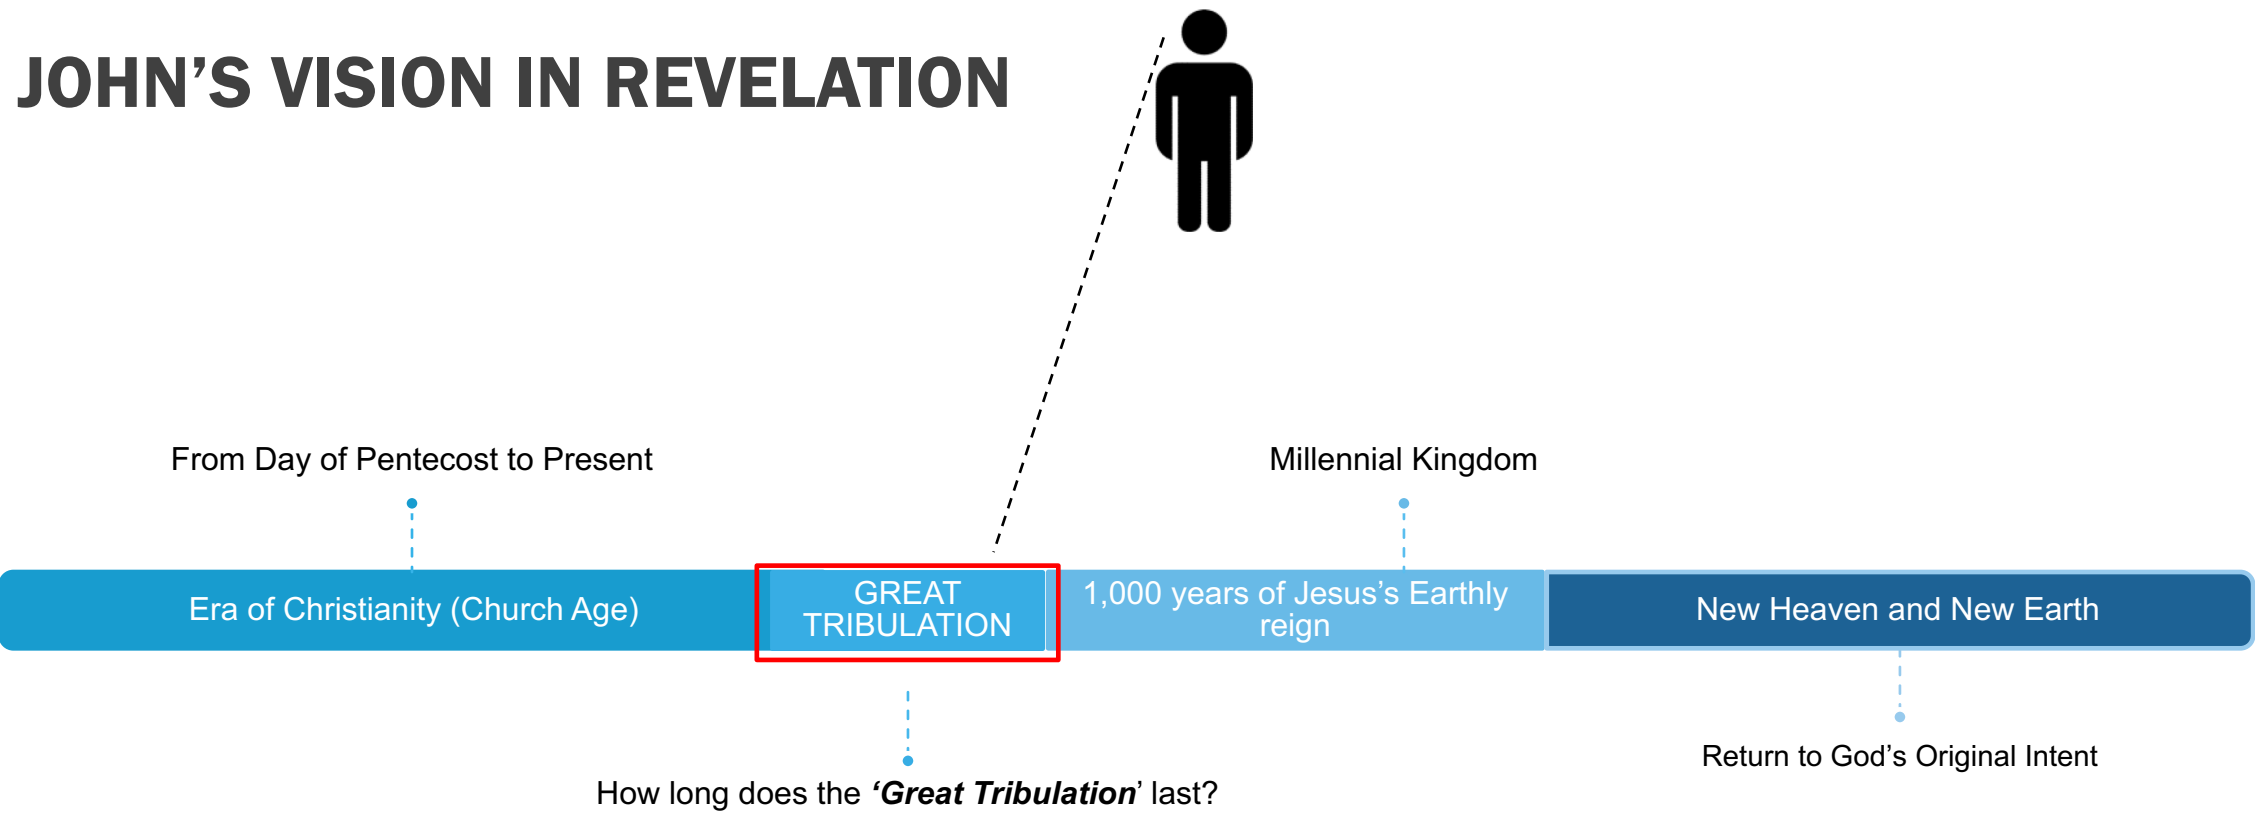 JOHN’S VISION IN REVELATION
From Day of Pentecost to Present
Millennial Kingdom
Era of Christianity (Church Age)
GREAT
TRIBULATION
1,000 years of Jesus’s Earthly
reign
New Heaven and New Earth
Return to God’s Original Intent
How long does the ‘Great Tribulation’ last?